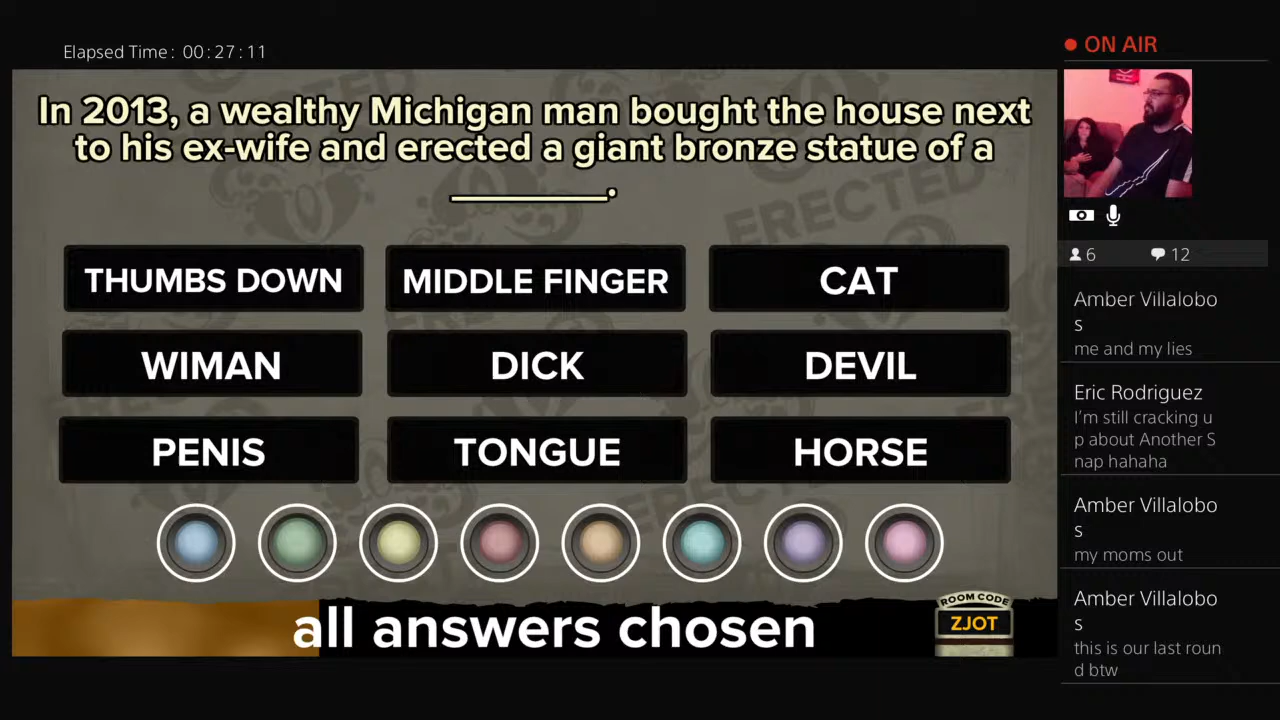 Elapsed Time: 00:27:11
ON AIR
In 2013, a wealthy Michigan man bought the house next
to his ex-wife and erected a giant bronze statue of a
________.
THUMBS DOWN
MIDDLE FINGER
CAT
WIMAN
DICK
DEVIL
PENIS
TONGUE
HORSE
all answers chosen
ROOM CODE
ZJOT
6
12
Amber Villalobo
s
me and my lies
Eric Rodriguez
I'm still cracking u
p about Another S
nap hahaha
Amber Villalobo
s
my moms out
Amber Villalobo
s
this is our last roun
d btw
ERECTED